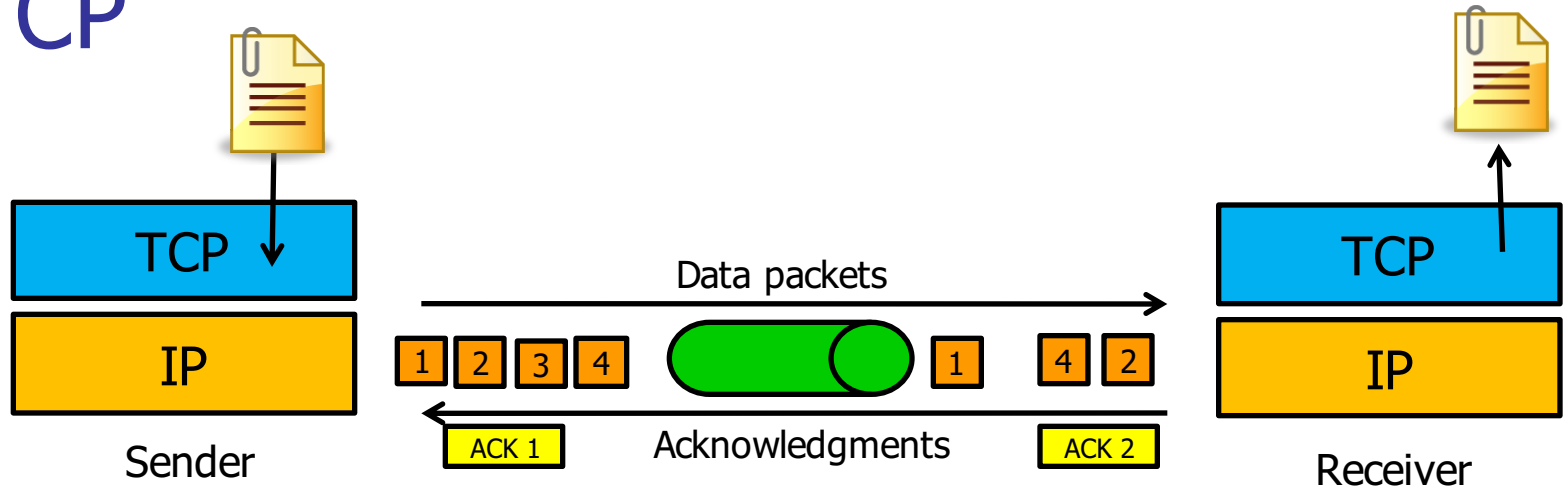 CP
TCP
TCP
Data packets
IP
1 2 3 4
1 4 2
IP
ACK 1
Acknowledgments
ACK 2
Sender
Receiver